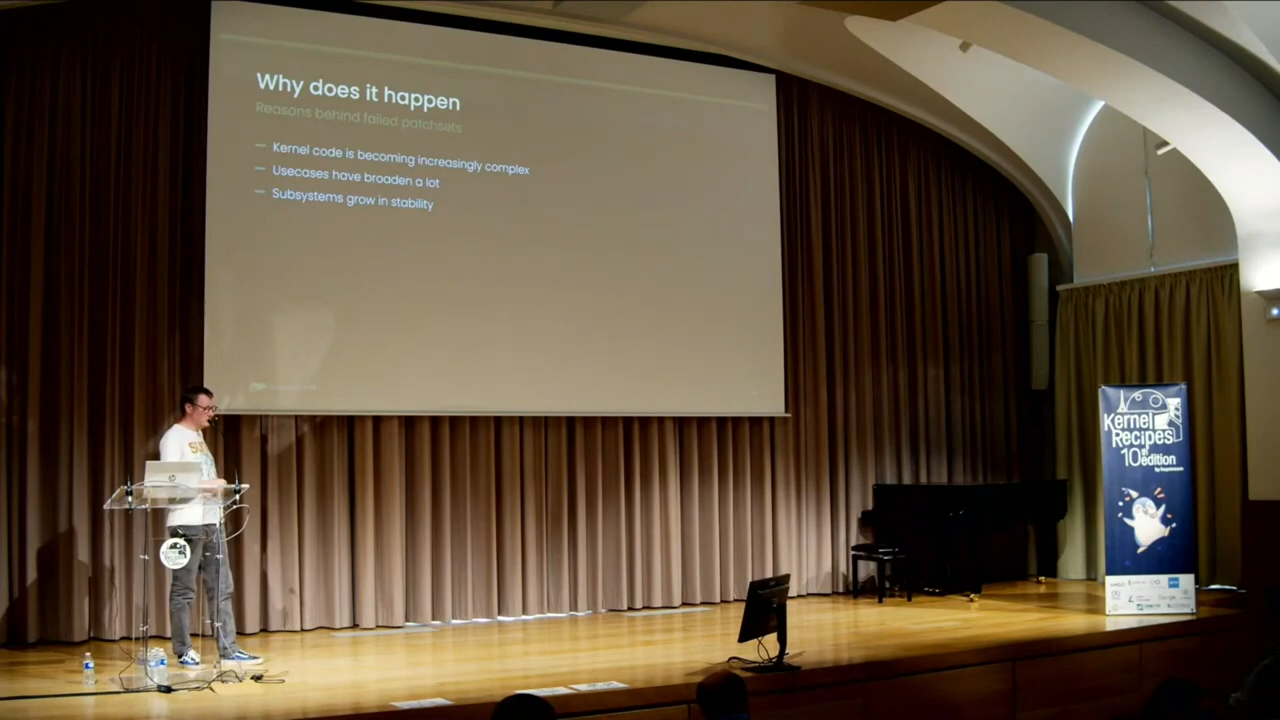 Why does it happen
Reasons behind failed patchsets
Kernel code is becoming increasingly complex
Usecases have broaden a lot
Subsystems grow in stability
hp
Kernel
Recipes
10th edition